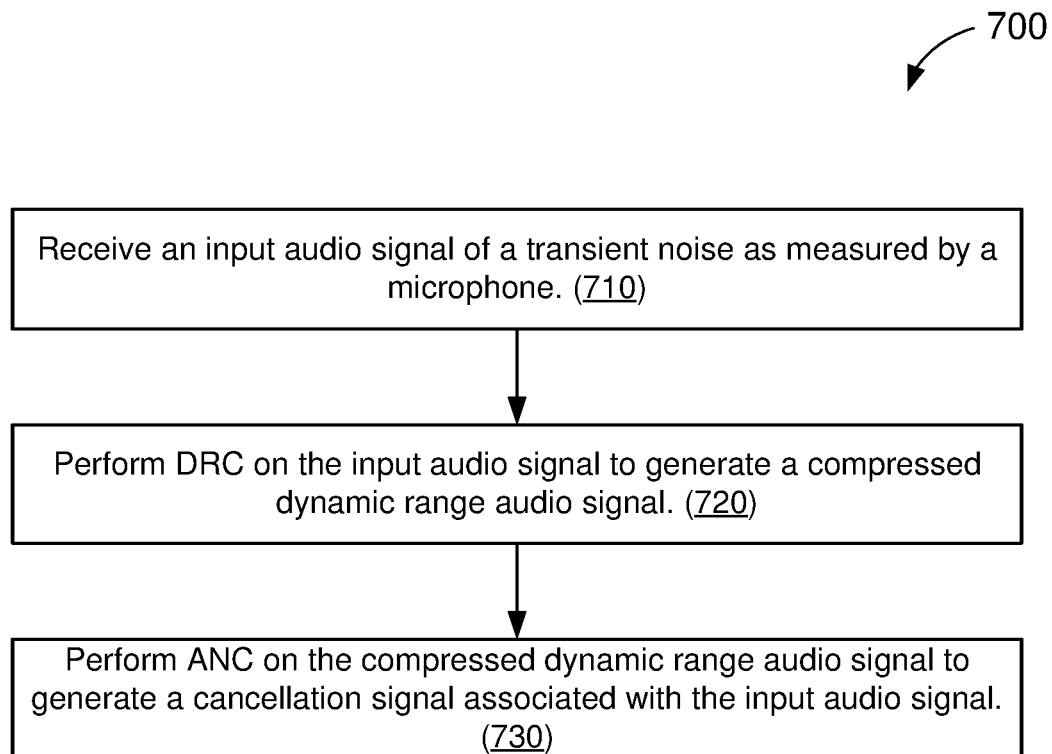 700
Receive an input audio signal of a transient noise as measured by a
microphone. (710)
Perform DRC on the input audio signal to generate a compressed
dynamic range audio signal. (720)
Perform ANC on the compressed dynamic range audio signal to
generate a cancellation signal associated with the input audio signal.
(730)